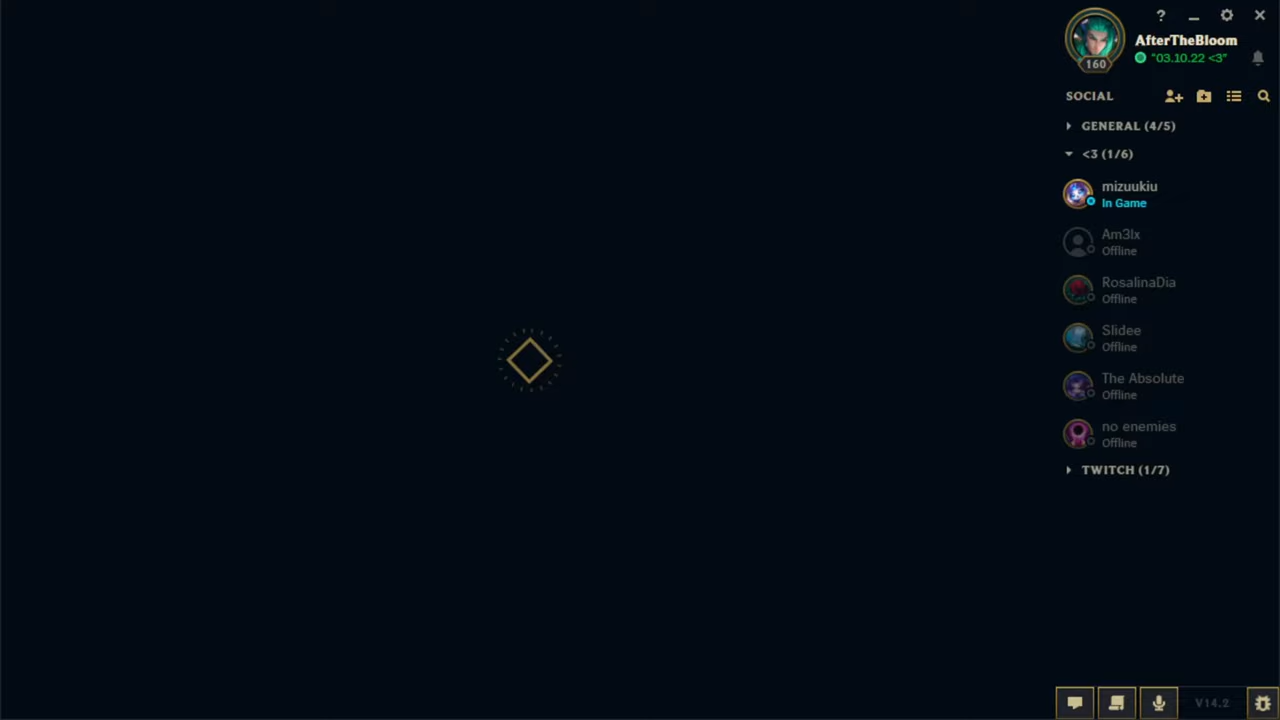 ?
AfterTheBloom
160
"03.10.22 <3"
SOCIAL
GENERAL (4/5)
<3 (1/6)
mizuukiu
In Game
Am3lx
Offline
RosalinaDia
Offline
Slidee
Offline
The Absolute
Offline
no enemies
Offline
TWITCH (1/7)
V14.2